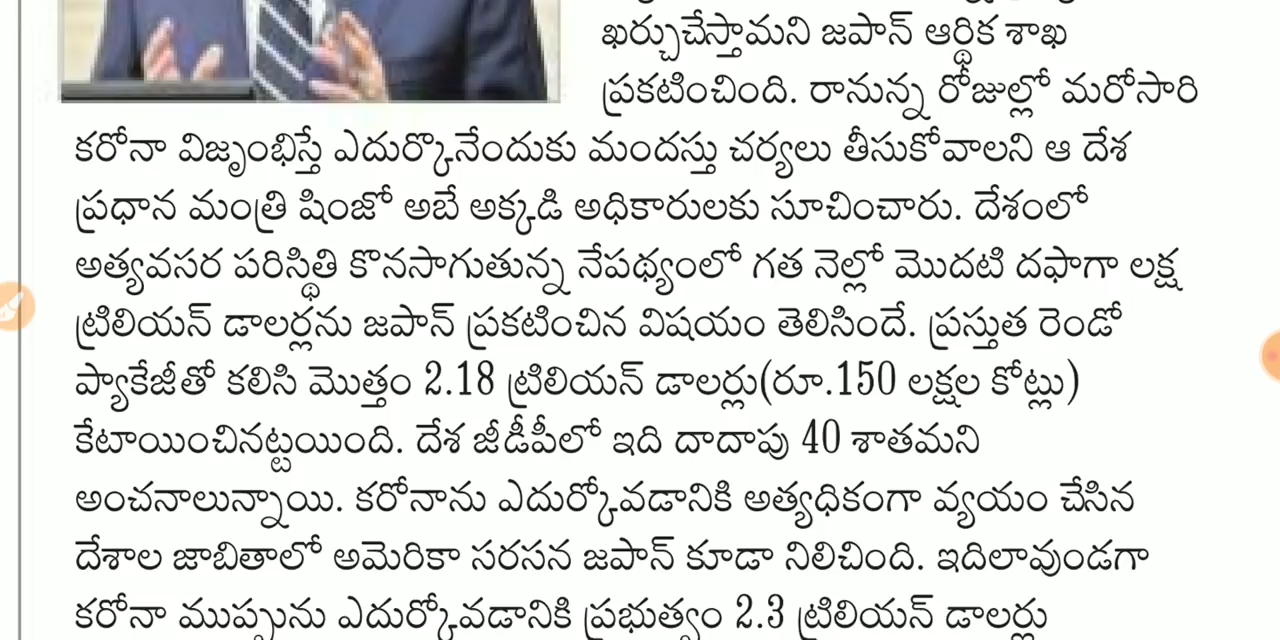 ఖర్చుచేస్తామని జపాన్ ఆర్థిక శాఖ
ప్రకటించింది. రానున్న రోజుల్లో మరోసారి
కరోనా విజృంభిస్తే ఎదుర్కొనేందుకు మందస్తు చర్యలు తీసుకోవాలని ఆ దేశ
ప్రధాన మంత్రి షింజో అబే అక్కడి అధికారులకు సూచించారు. దేశంలో
అత్యవసర పరిస్థితి కొనసాగుతున్న నేపథ్యంలో గత నెల్లో మొదటి దఫాగా లక్ష
ట్రిలియన్ డాలర్లను జపాన్ ప్రకటించిన విషయం తెలిసిందే. ప్రస్తుత రెండో
ప్యాకేజీతో కలిసి మొత్తం 2.18 ట్రిలియన్ డాలర్లు(రూ.150 లక్షల కోట్లు)
కేటాయించినట్టయింది. దేశ జీడీపీలో ఇది దాదాపు 40 శాతమని
అంచనాలున్నాయి. కరోనాను ఎదుర్కోవడానికి అత్యధికంగా వ్యయం చేసిన
దేశాల జాబితాలో అమెరికా సరసన జపాన్ కూడా నిలిచింది. ఇదిలావుండగా
కరోనా ముప్పును ఎదుర్కోవడానికి ప్రభుత్వం 2.3 ట్రిలియన్ డాలర్లు